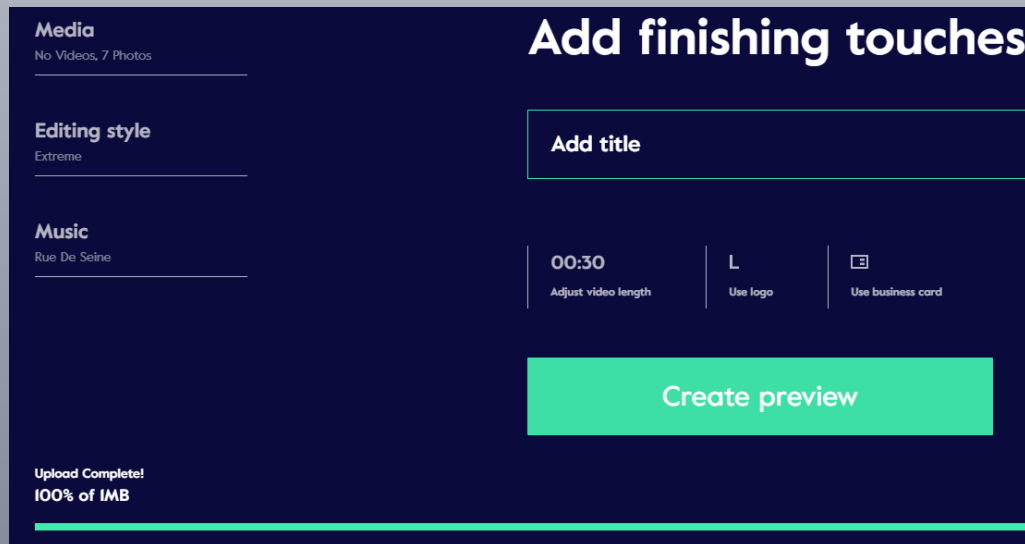 Media
No Videos, 7 Photos
Editing style
Extreme
Music
Rue De Seine
Upload Complete!
100% of 1MB
Add finishing touches
Add title
00:30
Adjust video length
L
Use logo
Use business card
Create preview